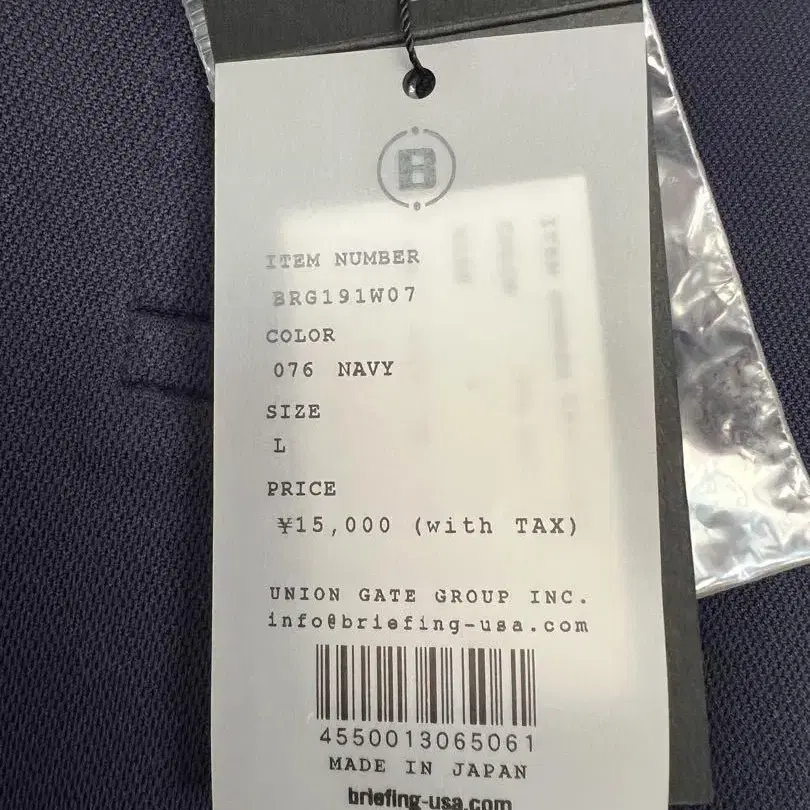 B
ITEM NUMBER
BRG191W07
COLOR
076 NAVY
SIZE
L
PRICE
¥15,000 (with TAX)
UNION GATE GROUP INC.
info@briefing-usa.com
4550013065061
MADE IN JAPAN
briefing-usa.com